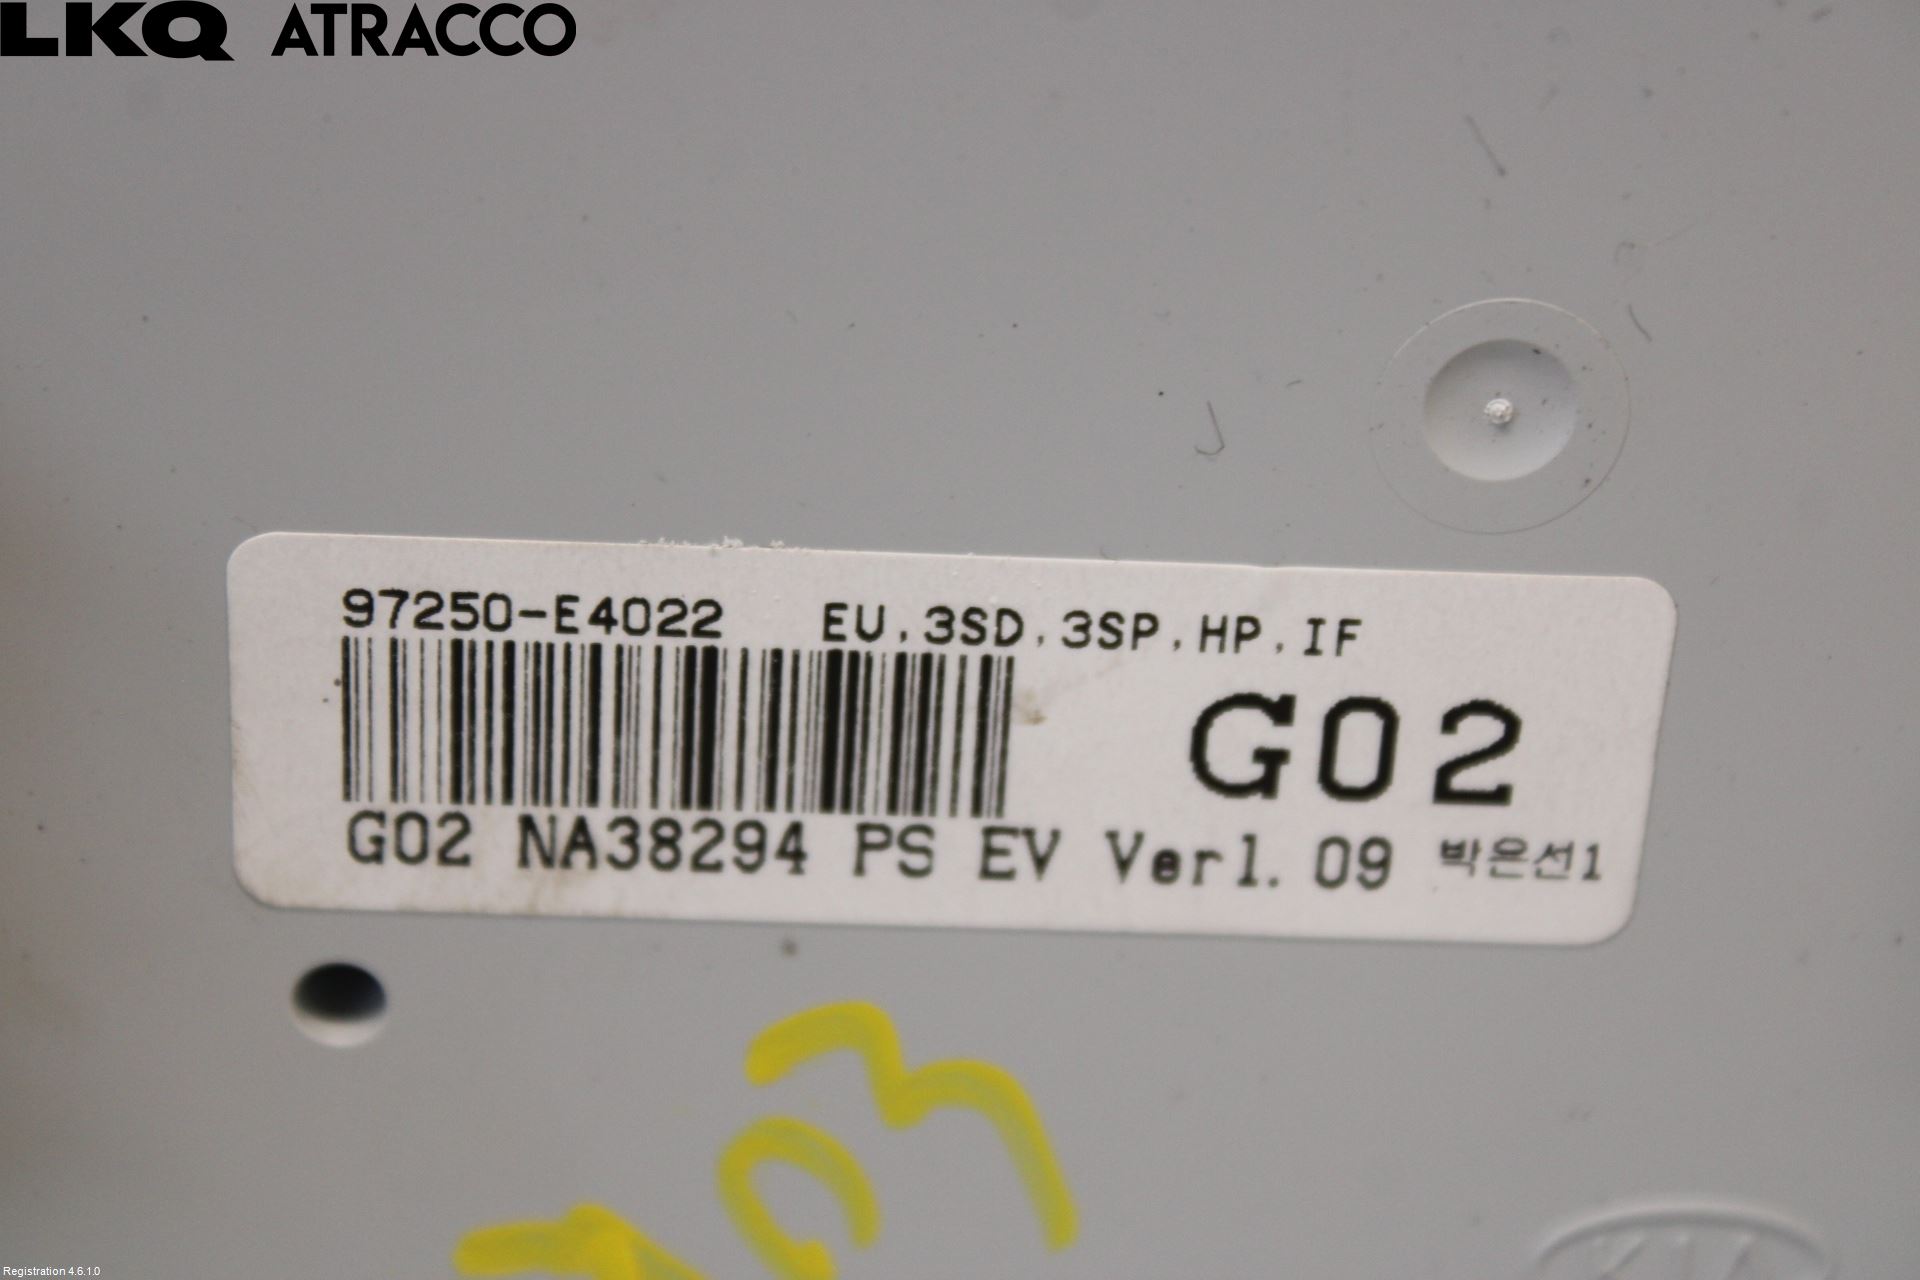 LKQ ATRACCO
97250-E4022 EU,3SD,3SP,HP,IF
G02
G02 NA38294 PS EV Ver1.09 박은선1
KIA
Registration 4.6.1.0